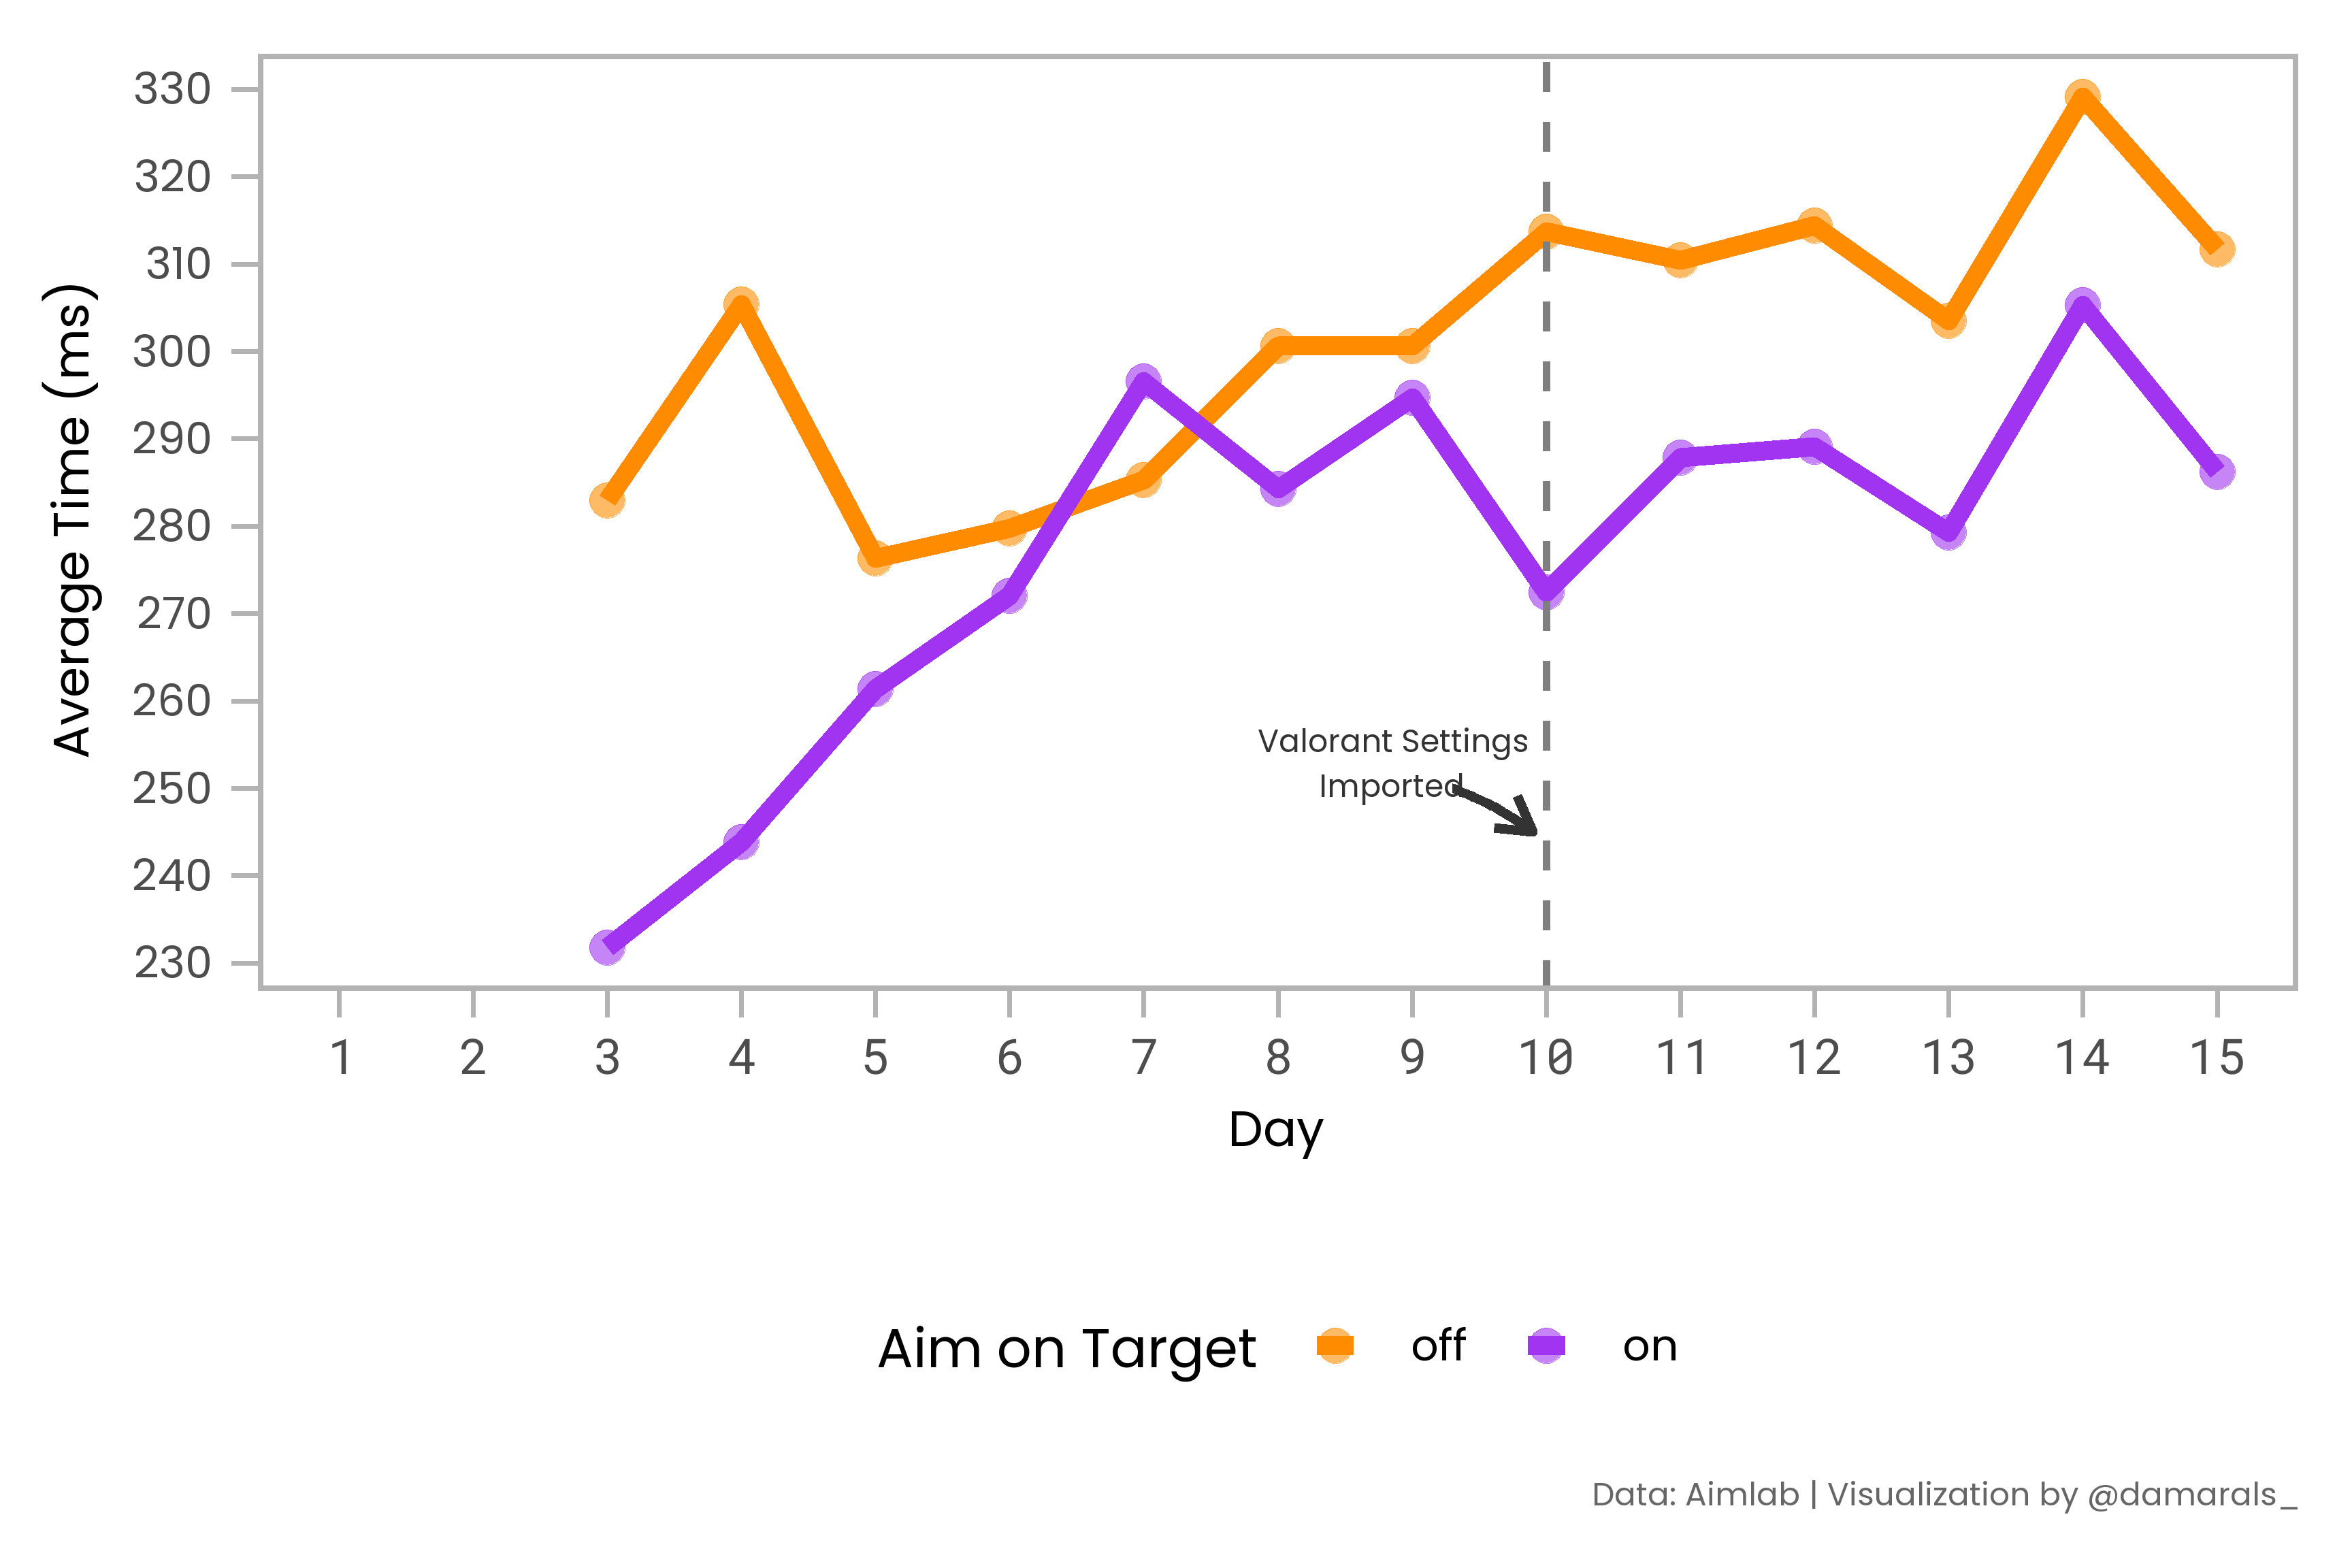 330
320
310
300
290
280
270
260
250
240
230
Average Time (ms)
Valorant Settings
Imported
1 2 3 4 5 6 7 8 9 10 11 12 13 14 15
Day
Aim on Target off on
Data: Aimlab | Visualization by @damarals_